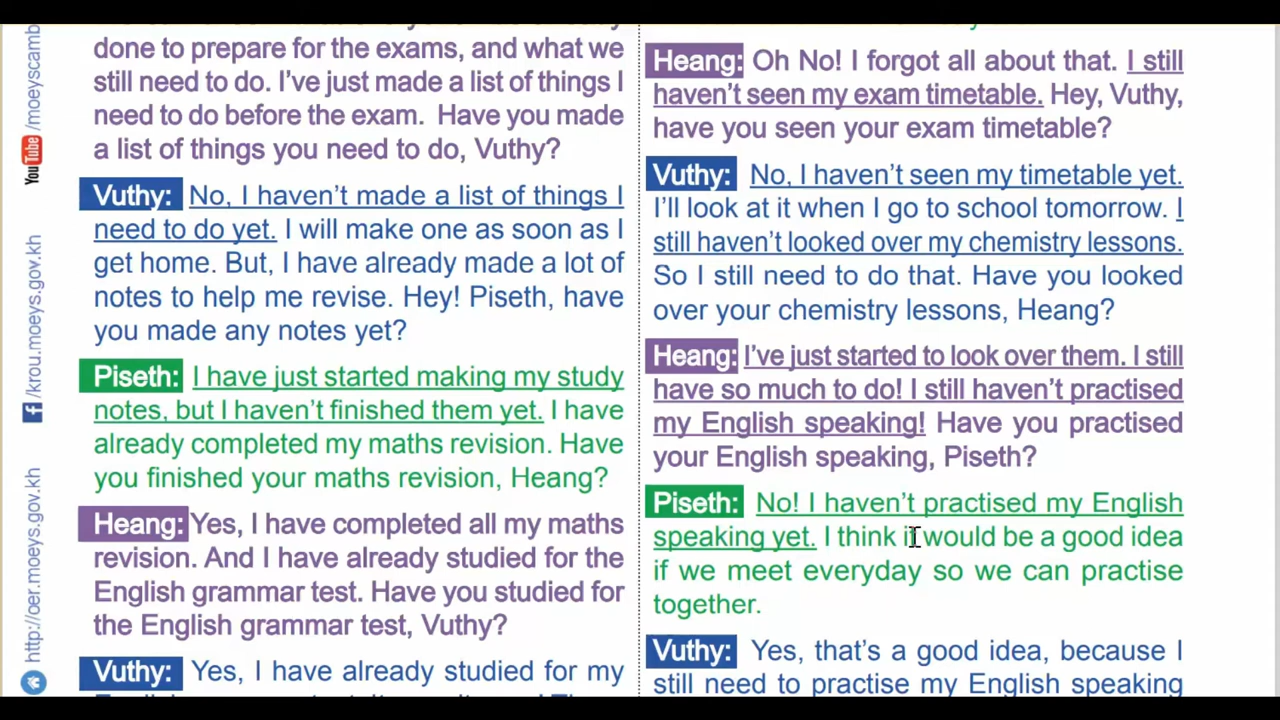 done to prepare for the exams, and what we
still need to do. I've just made a list of things I
need to do before the exam. Have you made
a list of things you need to do, Vuthy?
Vuthy: No, I haven't made a list of things I
need to do yet. I will make one as soon as I
get home. But, I have already made a lot of
notes to help me revise. Hey! Piseth, have
you made any notes yet?
Piseth: I have just started making my study
notes, but I haven't finished them yet. I have
already completed my maths revision. Have
you finished your maths revision, Heang?
Heang: Yes, I have completed all my maths
revision. And I have already studied for the
English grammar test. Have you studied for
the English grammar test, Vuthy?
Vuthy: Yes, I have already studied for my
Heang: Oh No! I forgot all about that. I still
haven't seen my exam timetable. Hey, Vuthy,
have you seen your exam timetable?
Vuthy: No, I haven't seen my timetable yet.
I'll look at it when I go to school tomorrow. I
still haven't looked over my chemistry lessons.
So I still need to do that. Have you looked
over your chemistry lessons, Heang?
Heang: I've just started to look over them. I still
have so much to do! I still haven't practised
my English speaking! Have you practised
your English speaking, Piseth?
Piseth: No! I haven't practised my English
speaking yet. I think it would be a good idea
if we meet everyday so we can practise
together.
Vuthy: Yes, that's a good idea, because I
still need to practise my English speaking
YouTube /moeyscamb
f /krou.moeys.gov.kh
http://oer.moeys.gov.kh